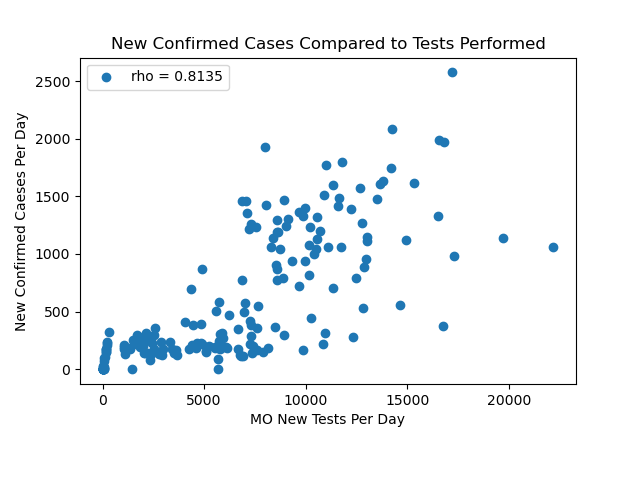 New Confirmed Cases Compared to Tests Performed
rho = 0.8135
New Confirmed Caeses Per Day
2500
2000
1500
1000
500
0
0 5000 10000 15000 20000
MO New Tests Per Day